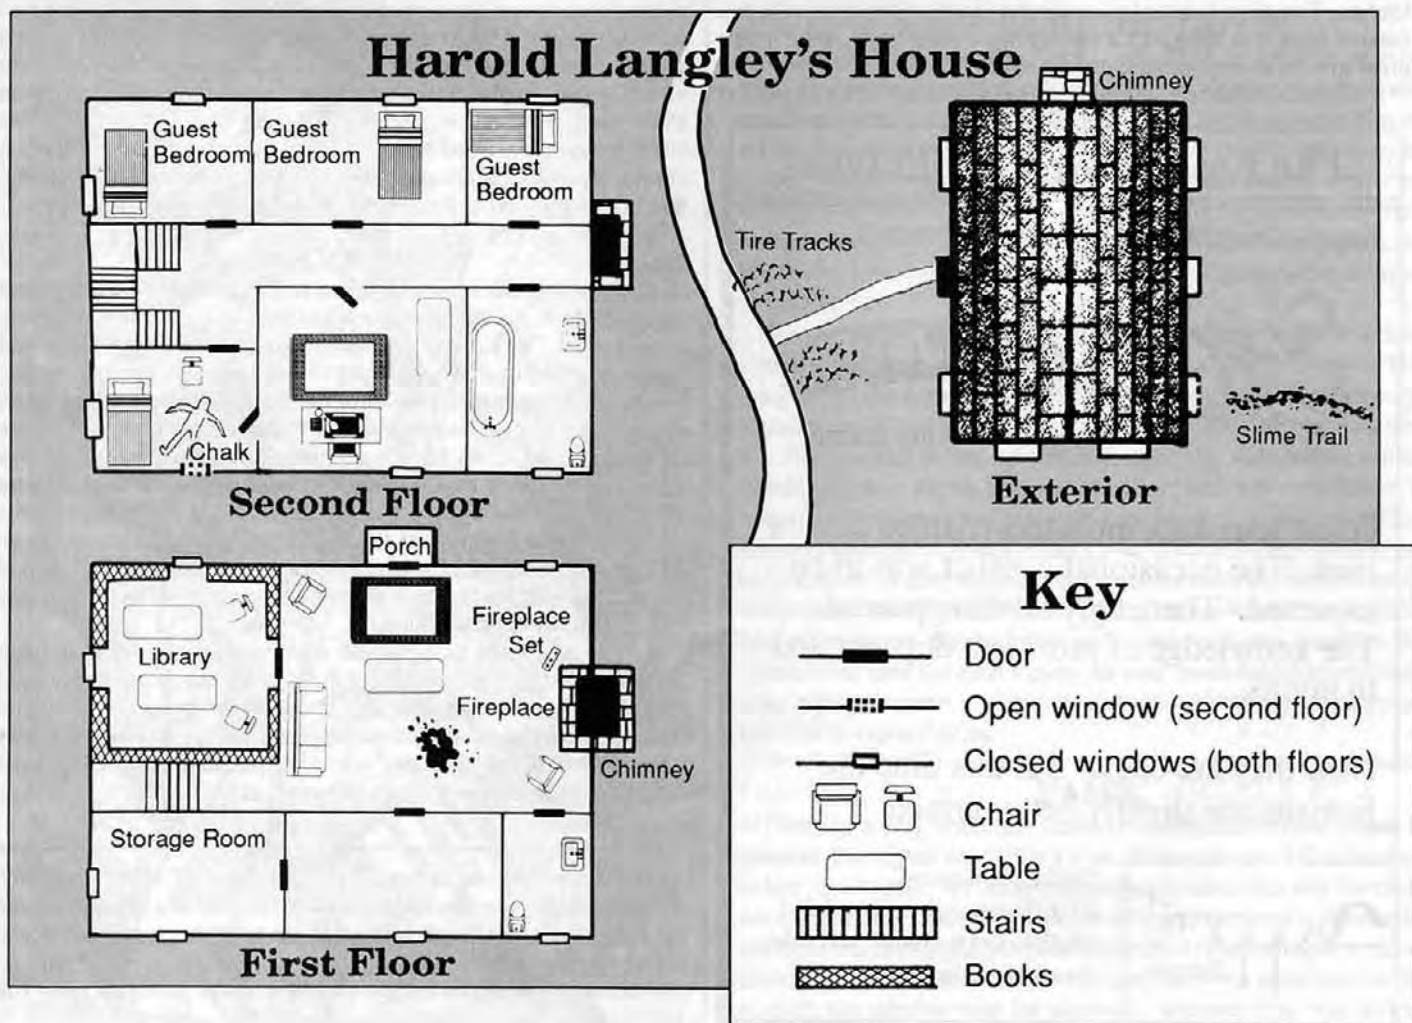 Harold Langley's House
Guest
Bedroom
Guest
Bedroom
Guest
Bedroom
Chalk
Second Floor
Tire Tracks
Chimney
Slime Trail
Exterior
Porch
Library
Fireplace
Set
Fireplace
Chimney
Storage Room
First Floor
Key
Door
Open window (second floor)
Closed windows (both floors)
Chair
Table
Stairs
Books